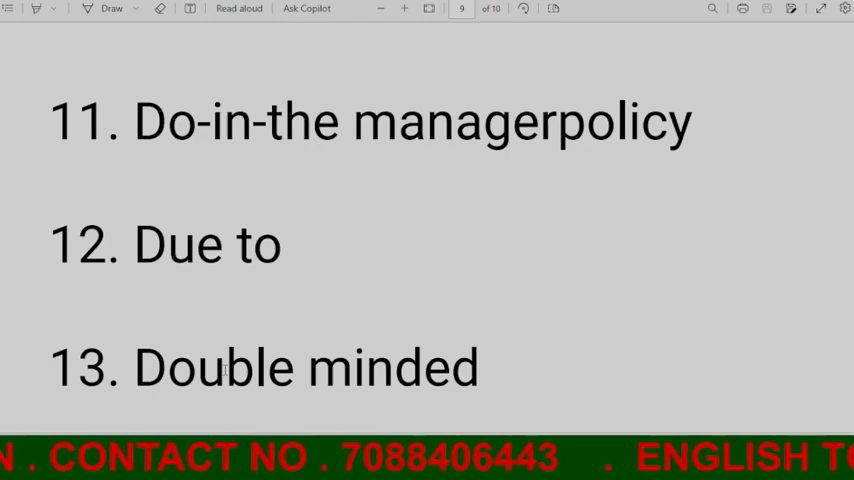 Draw
Read aloud
Ask Copilot
9 of 10
11. Do-in-the managerpolicy
12. Due to
13. Double minded
N . CONTACT NO . 7088406443 . ENGLISH TO